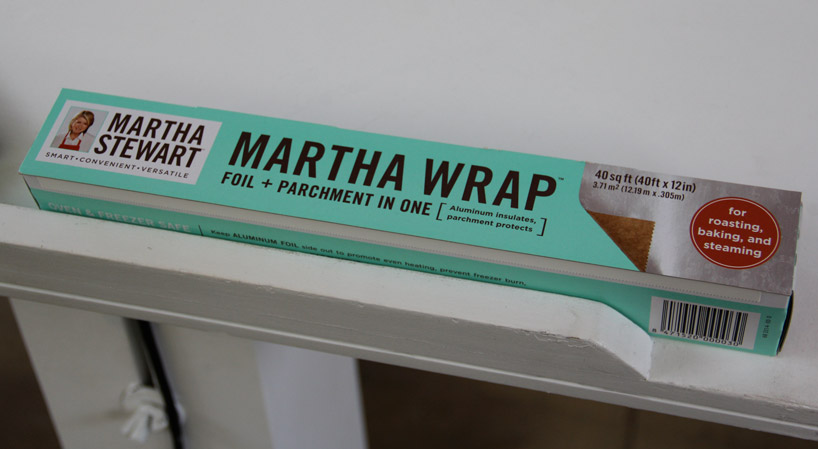 MARTHA
STEWART
SMART•CONVENIENT•VERSATILE
MARTHA WRAP™
FOIL + PARCHMENT IN ONE [Aluminum insulates,
parchment protects]
40 sq ft (40ft x 12in)
3.71 m² (12.19 m x .305m)
for
roasting,
baking, and
steaming
OVEN & FREEZER SAFE
Keep ALUMINUM FOIL side out to promote even heating, prevent freezer burn.